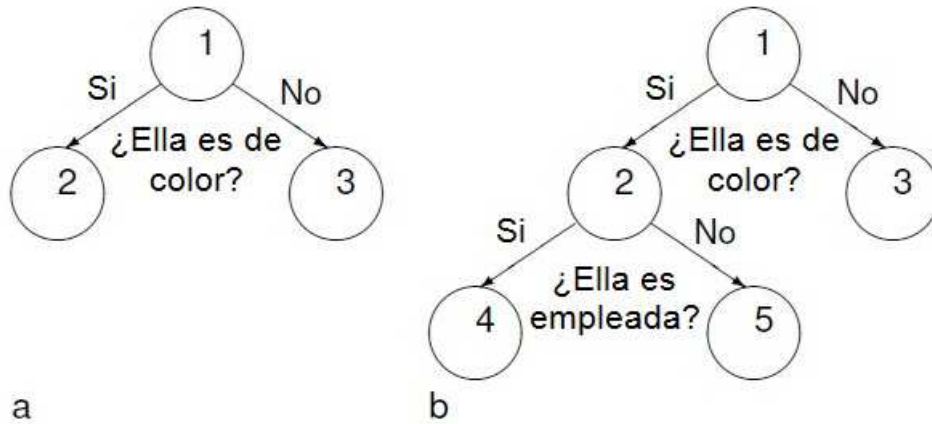 1
Si
No
¿Ella es de
color?
2
3
a
1
Si
No
¿Ella es de
color?
2
3
Si
No
¿Ella es
empleada?
4
5
b